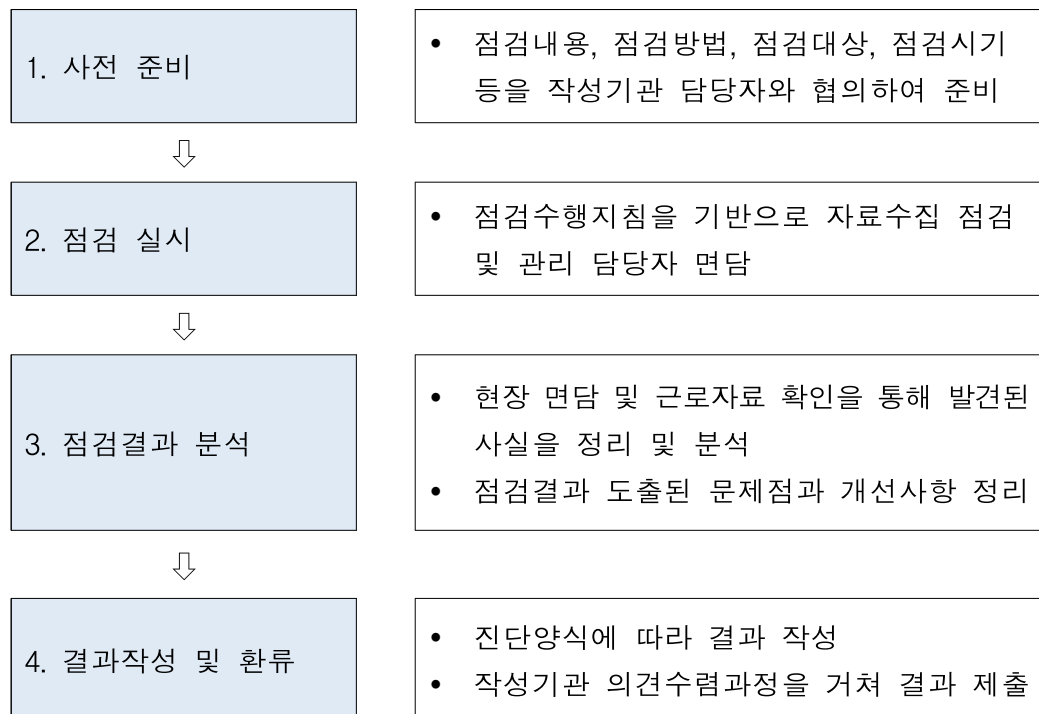 1. 사전 준비
• 점검내용, 점검방법, 점검대상, 점검시기
등을 작성기관 담당자와 협의하여 준비
⇩
2. 점검 실시
• 점검수행지침을 기반으로 자료수집 점검
및 관리 담당자 면담
⇩
3. 점검결과 분석
• 현장 면담 및 근로자료 확인을 통해 발견된
사실을 정리 및 분석
• 점검결과 도출된 문제점과 개선사항 정리
⇩
4. 결과작성 및 환류
• 진단양식에 따라 결과 작성
• 작성기관 의견수렴과정을 거쳐 결과 제출